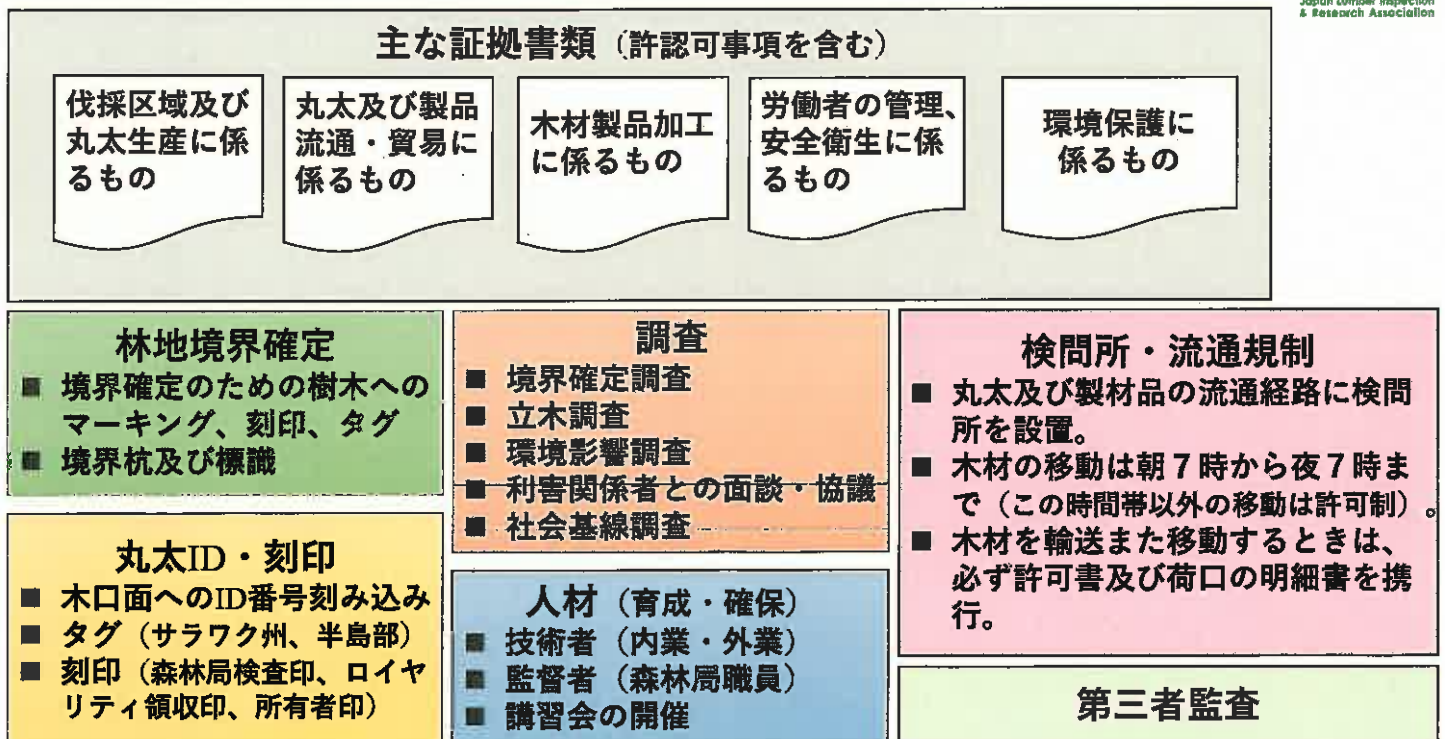 Japan Lumber Inspection
& Research Association
主な証拠書類（許認可事項を含む）
伐採区域及び
丸太生産に係
るもの
丸太及び製品
流通・貿易に
係るもの
木材製品加工
に係るもの
労働者の管理、
安全衛生に係
るもの
環境保護に
係るもの
林地境界確定
■ 境界確定のための樹木への
マーキング、刻印、タグ
■ 境界杭及び標識
丸太ID・刻印
■ 木口面へのID番号刻み込み
■ タグ（サラワク州、半島部）
■ 刻印（森林局検査印、ロイヤ
リティ領収印、所有者印）
調査
■ 境界確定調査
■ 立木調査
■ 環境影響調査
■ 利害関係者との面談・協議
■ 社会基線調査
人材（育成・確保）
■ 技術者（内業・外業）
■ 監督者（森林局職員）
■ 講習会の開催
検問所・流通規制
■ 丸太及び製材品の流通経路に検問
所を設置。
■ 木材の移動は朝７時から夜７時ま
で（この時間帯以外の移動は許可制）。
■ 木材を輸送また移動するときは、
必ず許可書及び荷口の明細書を携
行。
第三者監査